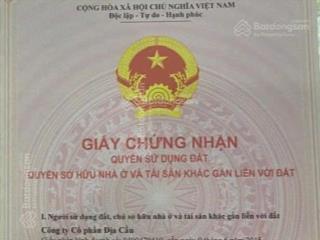 CỘNG HÒA XÃ HỘI CHỦ NGHĨA VIỆT NAM
Độc lập - Tự do - Hạnh phúc
Batdongsan
GIẤY CHỨNG NHẬN
QUYỀN SỬ DỤNG ĐẤT
QUYỀN SỞ HỮU NHÀ Ở VÀ TÀI SẢN KHÁC GẮN LIỀN VỚI ĐẤT
I. Người sử dụng đất, chủ sở hữu nhà ở và tài sản khác gắn liền với đất
Công ty Cổ phần Địa Cầu